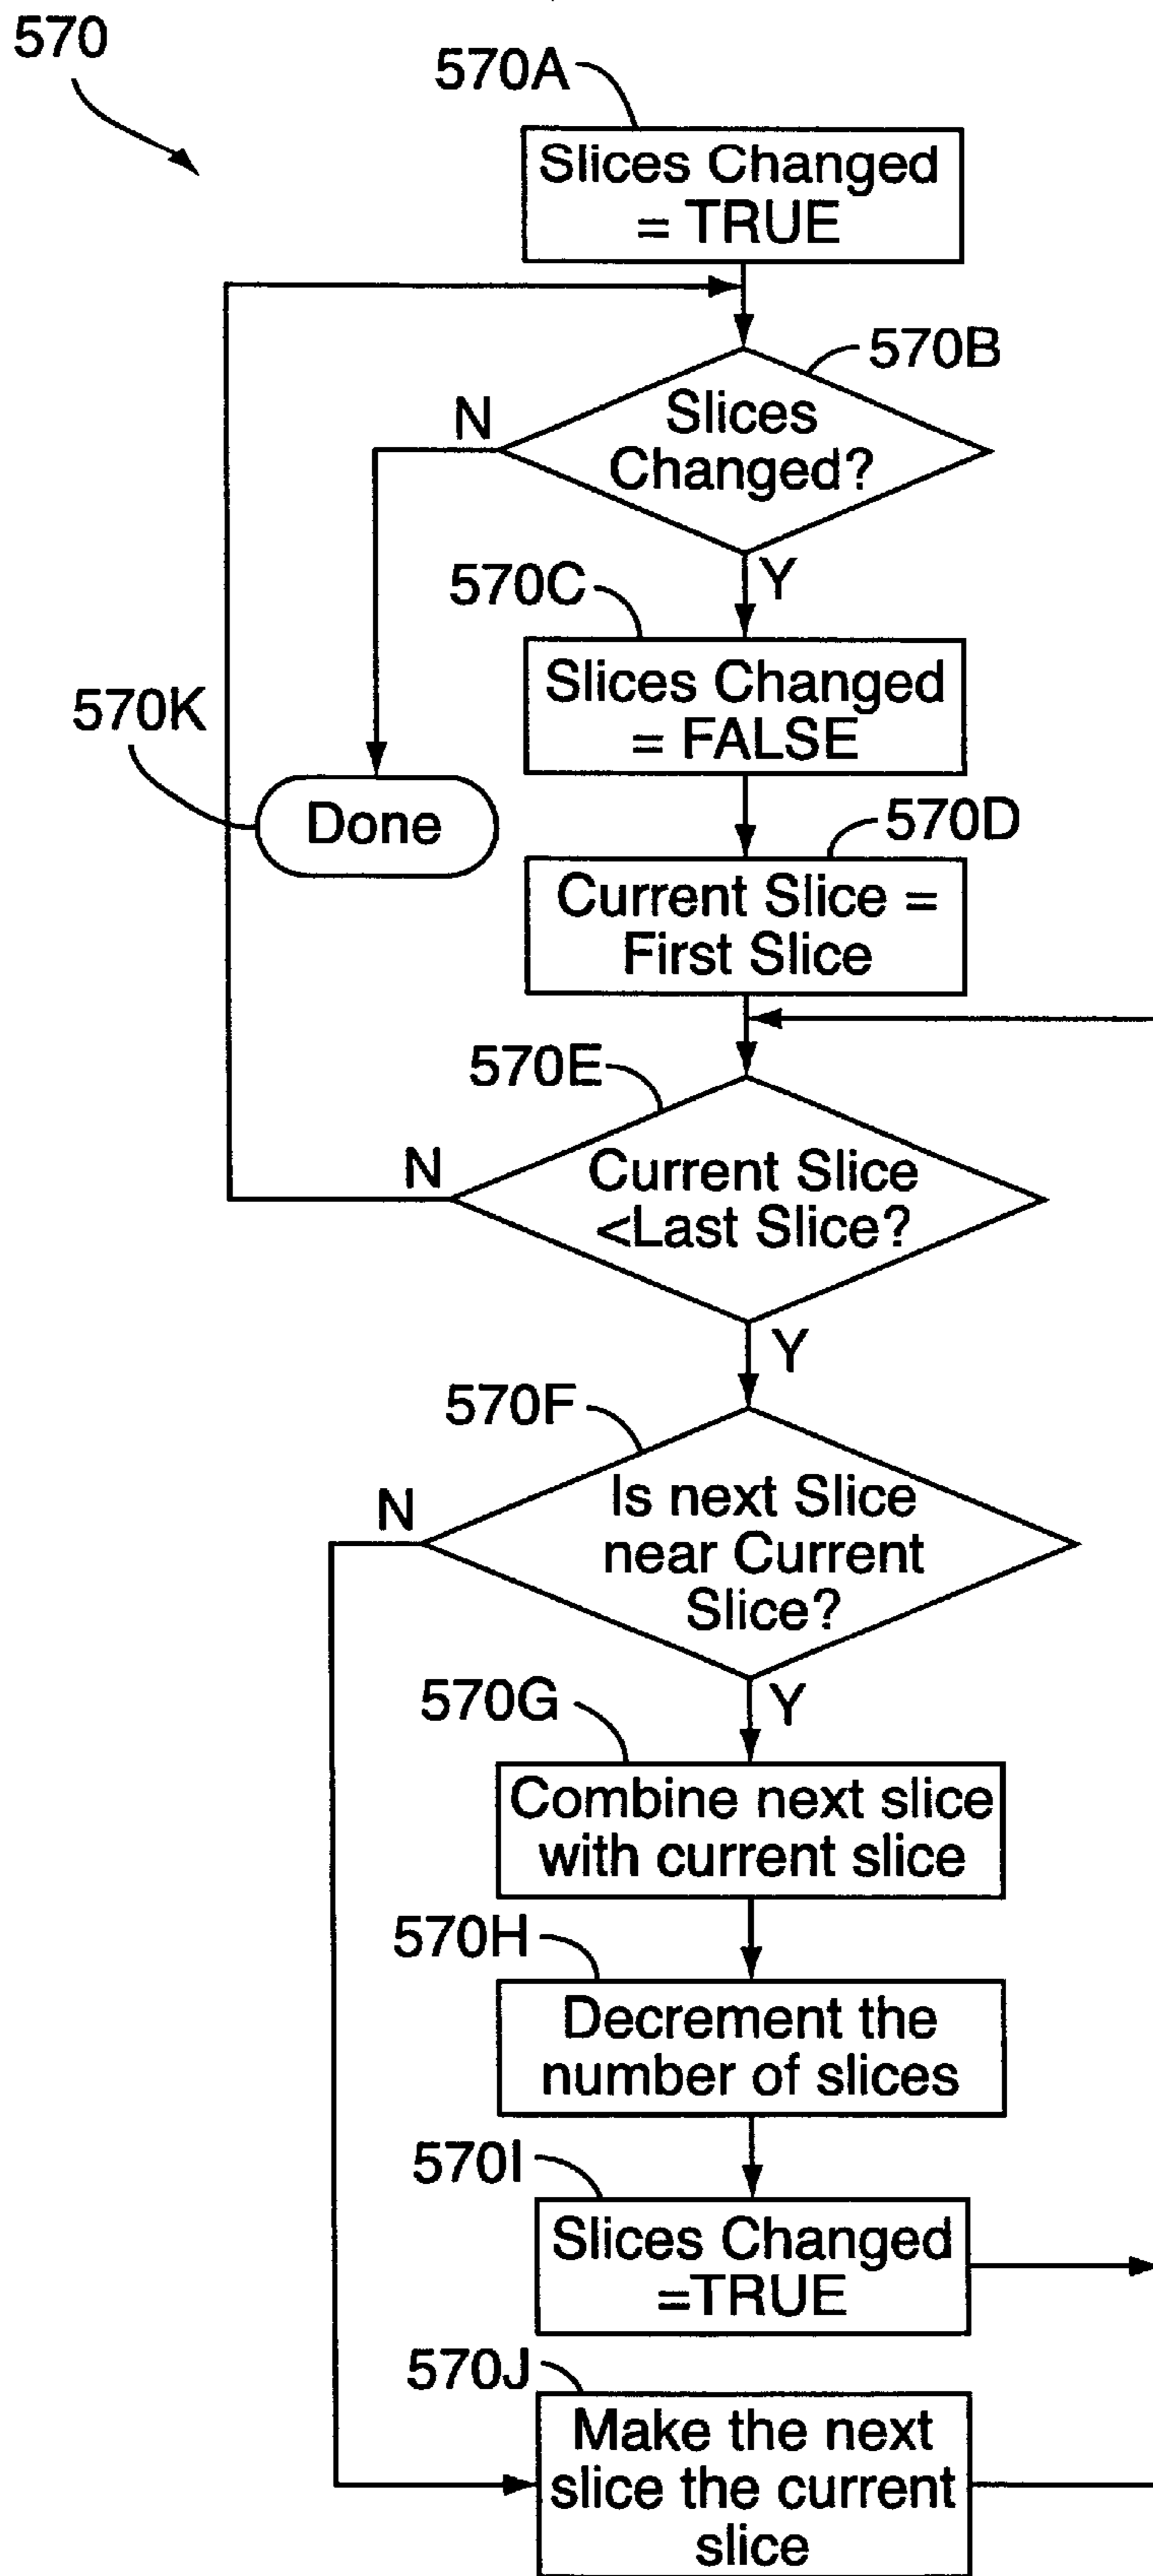 570
570A
Slices Changed
= TRUE
570B
Slices
Changed?
N
Y
570C
Slices Changed
= FALSE
570K
Done
570D
Current Slice =
First Slice
570E
Current Slice
<Last Slice?
N
Y
570F
Is next Slice
near Current
Slice?
N
Y
570G
Combine next slice
with current slice
570H
Decrement the
number of slices
570I
Slices Changed
=TRUE
570J
Make the next
slice the current
slice